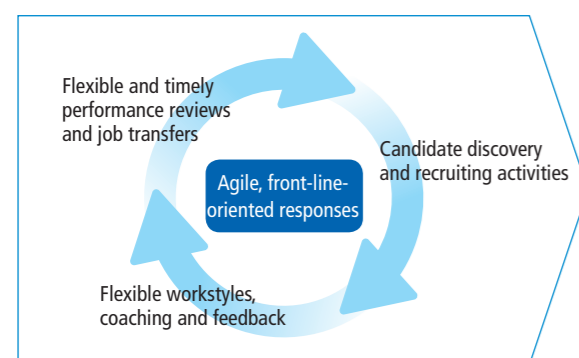 Flexible and timely
performance reviews
and job transfers
Candidate discovery
and recruiting activities
Agile, front-line-
oriented responses
Flexible workstyles,
coaching and feedback